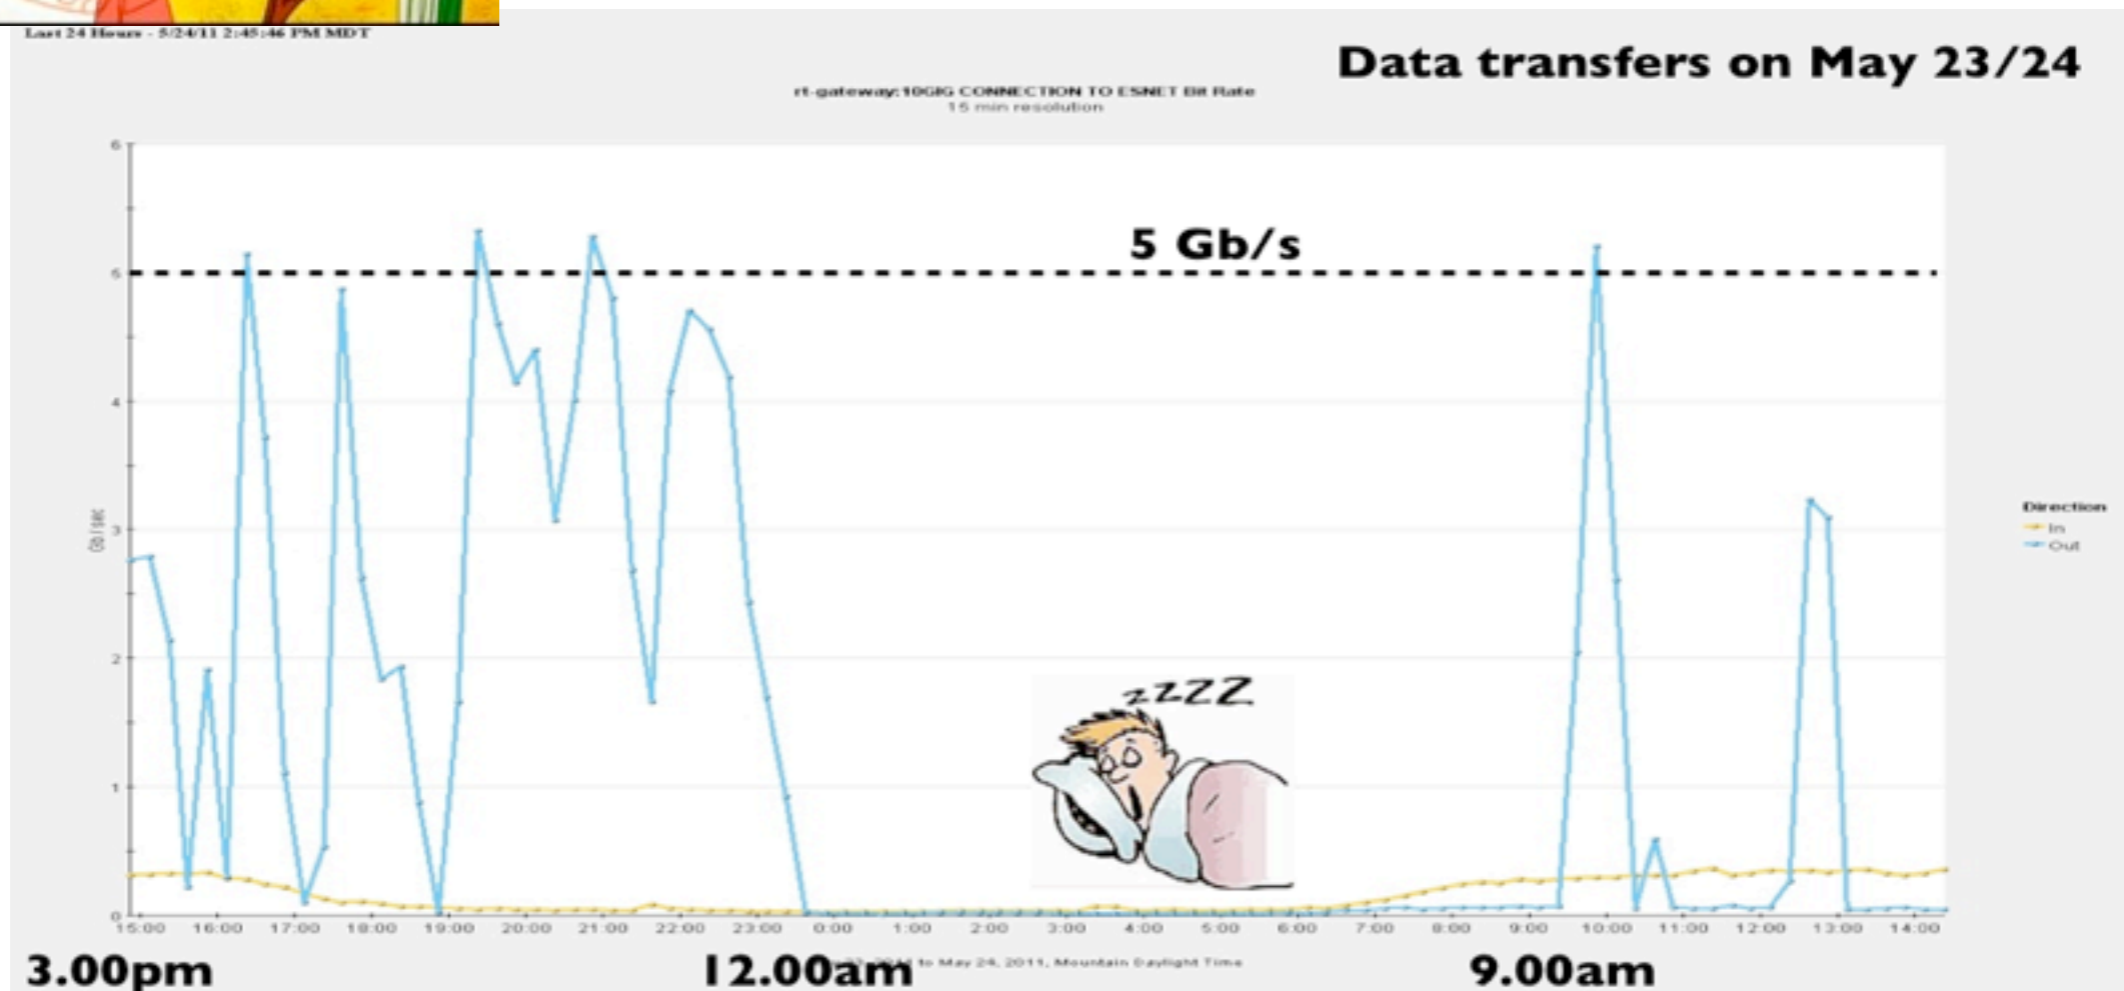 Last 24 Hours - 5/24/11 2:45:46 PM MDT
Data transfers on May 23/24
rt-gateway:10GIG CONNECTION TO ESNET Bit Rate
15 min resolution
6
5 Gb/s
5
4
Gb/sec
3
Direction
In
Out
2
zzzz
1
0
15:00 16:00 17:00 18:00 19:00 20:00 21:00 22:00 23:00 0:00 1:00 2:00 3:00 4:00 5:00 6:00 7:00 8:00 9:00 10:00 11:00 12:00 13:00 14:00
to May 24, 2011, Mountain Daylight Time
3.00pm 12.00am 9.00am